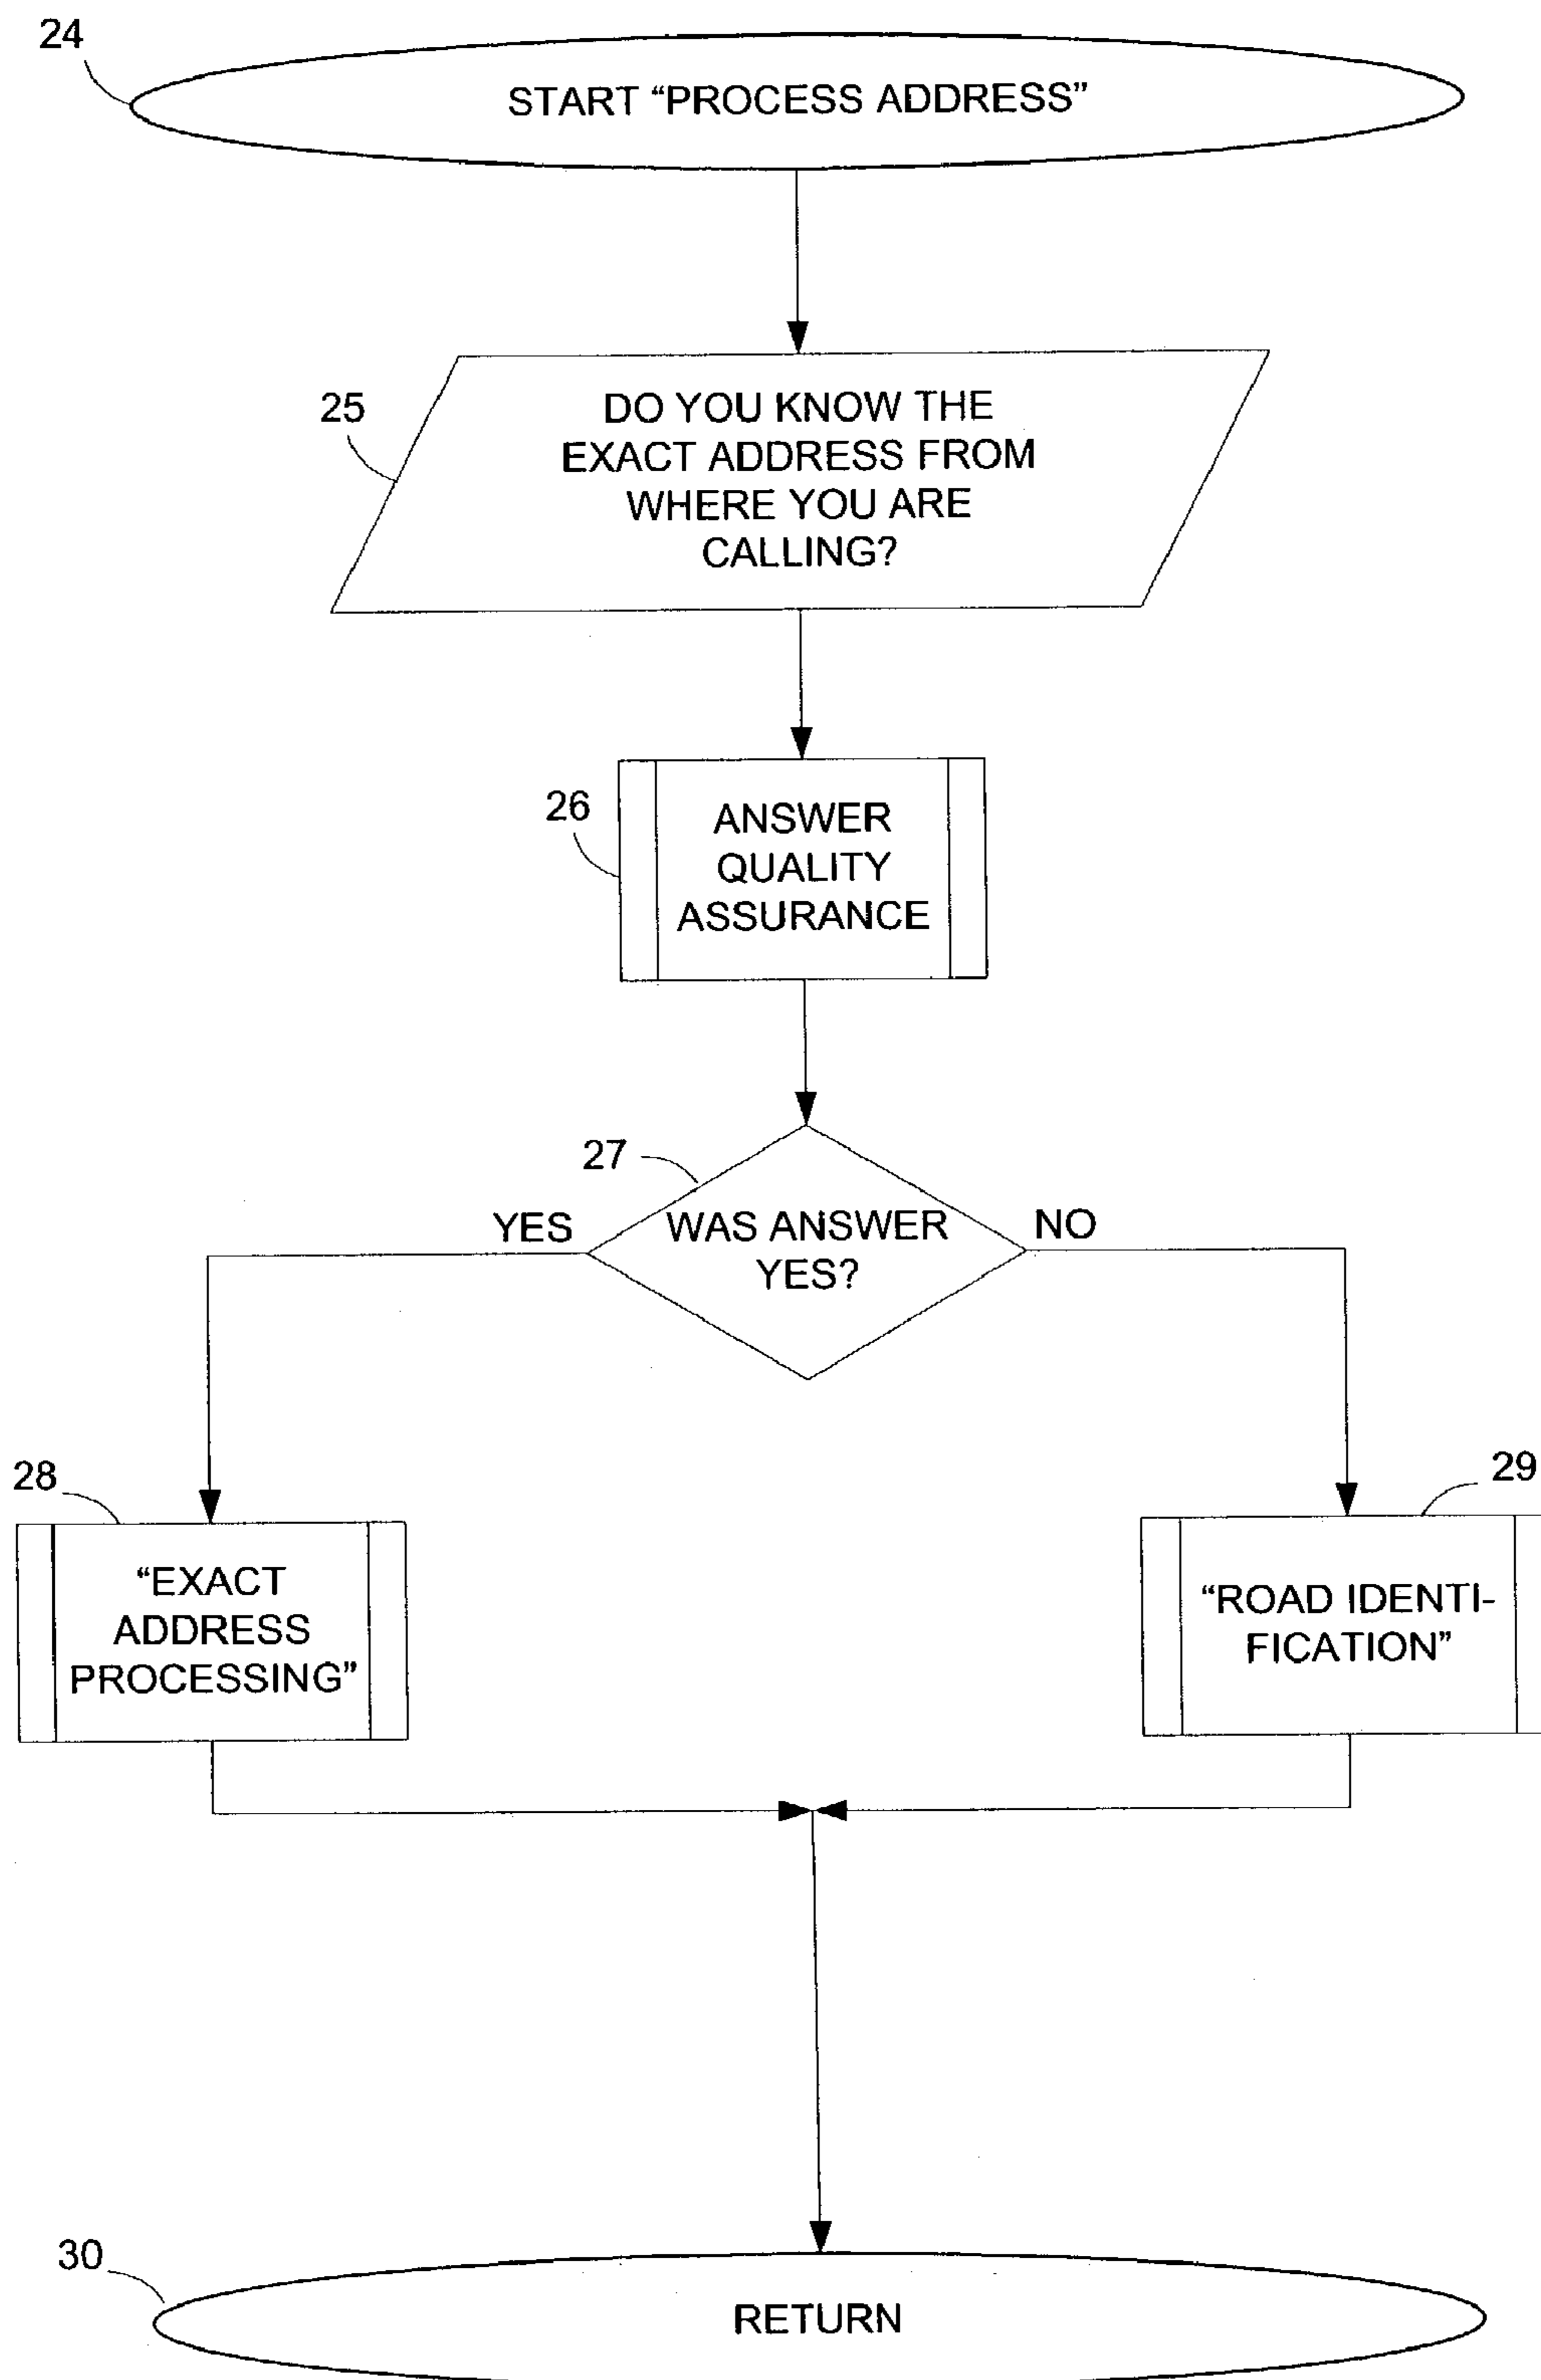 24
START “PROCESS ADDRESS”
25
DO YOU KNOW THE
EXACT ADDRESS FROM
WHERE YOU ARE
CALLING?
26
ANSWER
QUALITY
ASSURANCE
27
YES
WAS ANSWER
YES?
NO
28
“EXACT
ADDRESS
PROCESSING”
29
“ROAD IDENTI-
FICATION”
30
RETURN